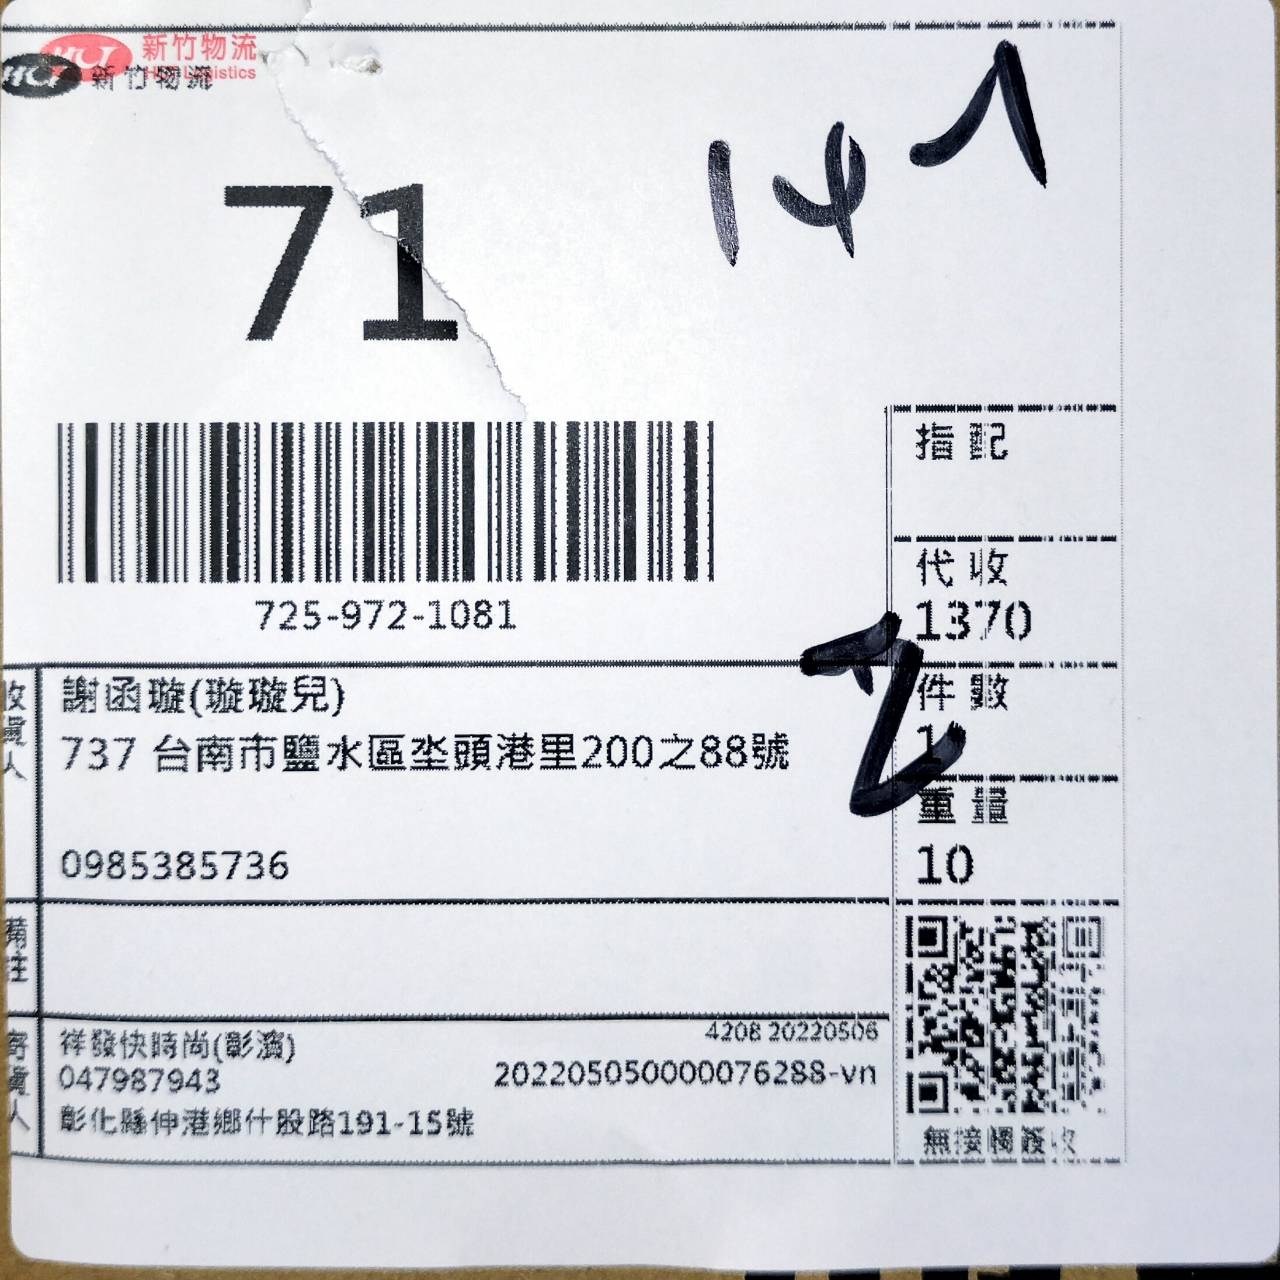 新竹物流
HCT Logistics
HCT 新竹物流
14
71
指配
725-972-1081
代收
1370
收貨人
謝函璇(璇璇兒)
737 台南市鹽水區坔頭港里200之88號
0985385736
件數
1
重量
10
備註
寄貨人
祥發快時尚(彰濱)
4208 20220506
047987943
202205050000076288-vn
彰化縣伸港鄉什股路191-15號
無接觸簽收